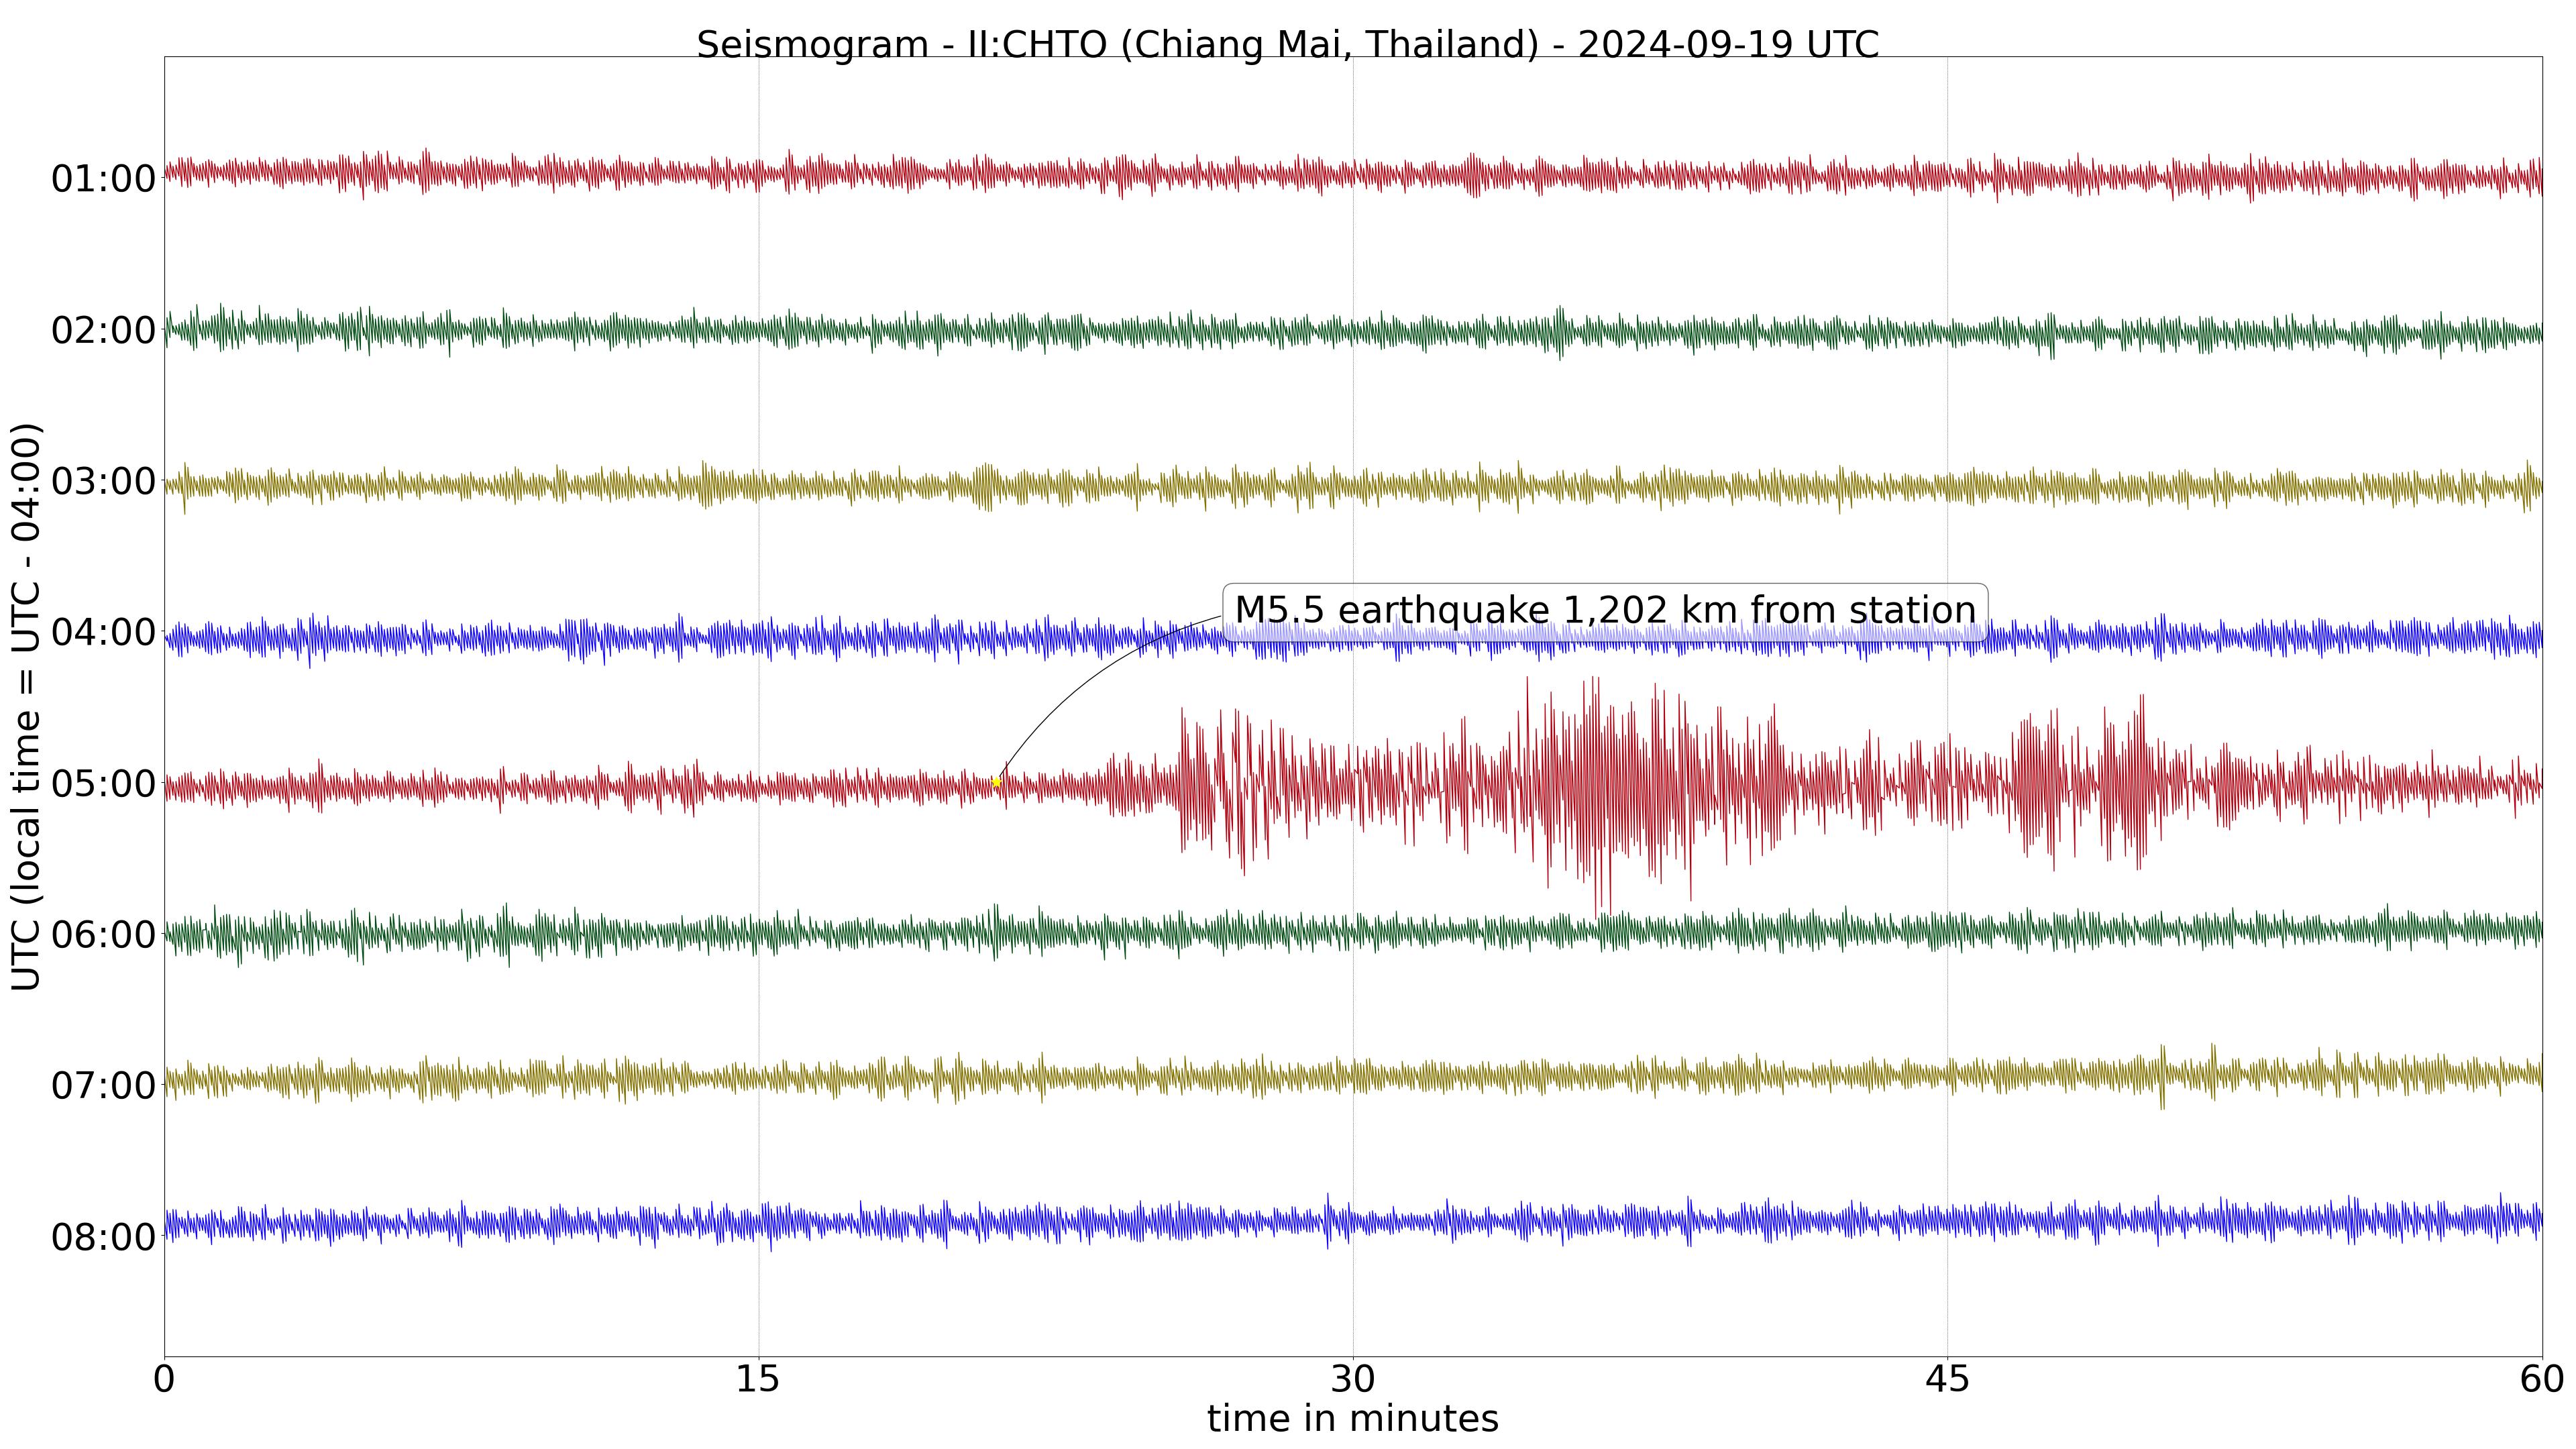 Seismogram - II:CHTO (Chiang Mai, Thailand) - 2024-09-19 UTC
UTC (local time = UTC - 04:00)
01:00
02:00
03:00
04:00
M5.5 earthquake 1,202 km from station
05:00
06:00
07:00
08:00
0 15 30 45 60
time in minutes